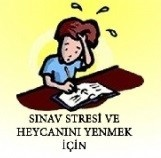 SINAV STRESİ VE
HEYCANINI YENMEK
İÇİN